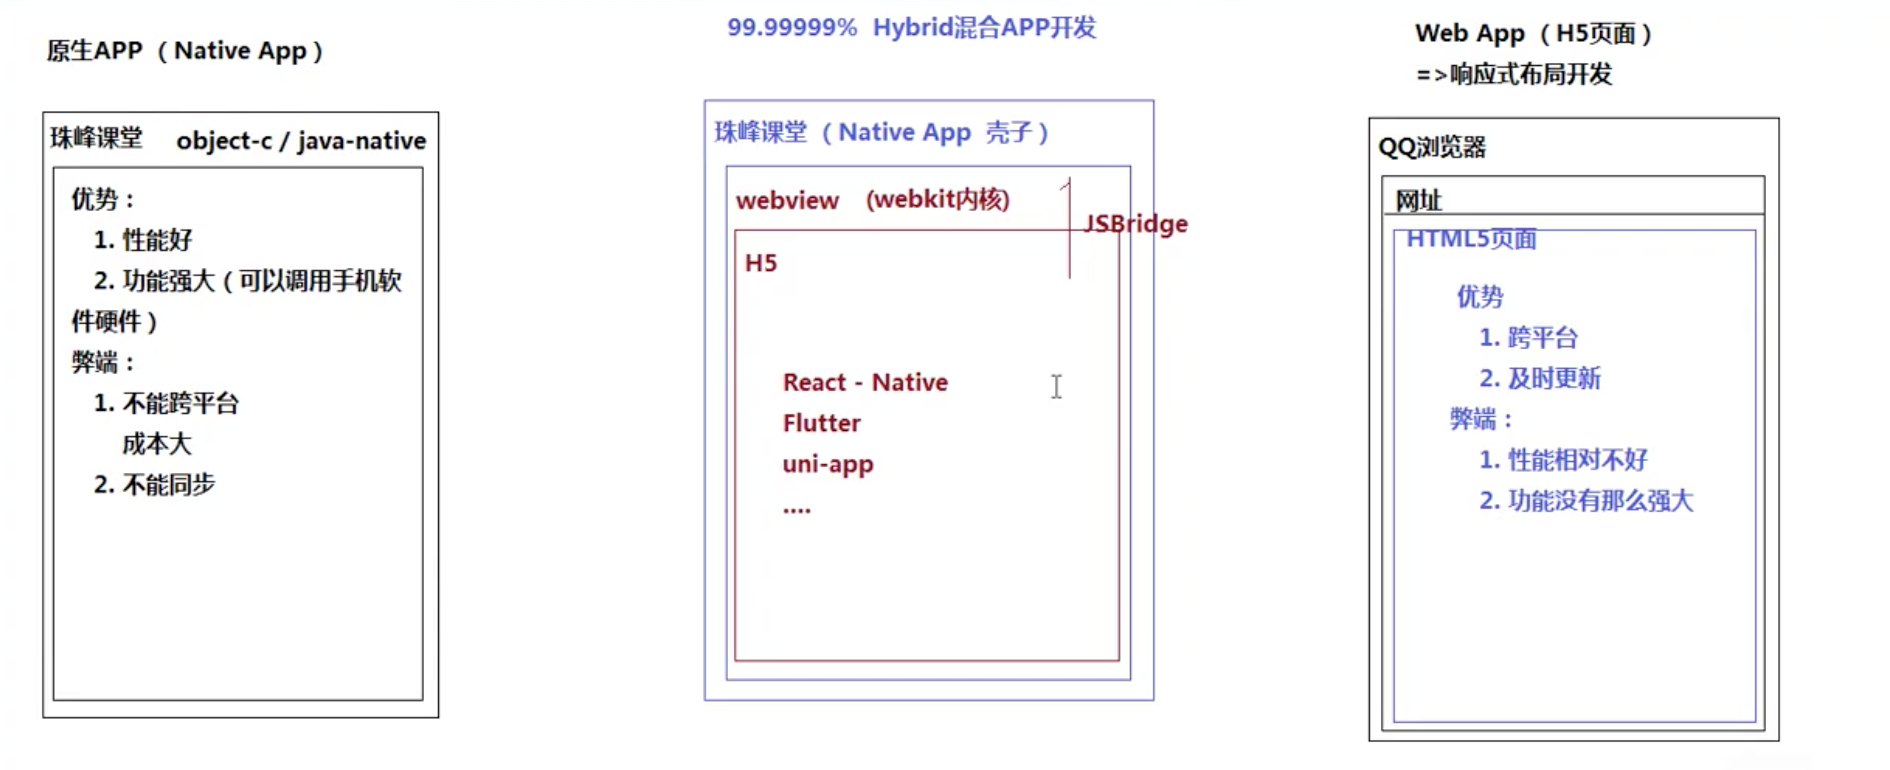 原生APP（Native App）
珠峰课堂 object-c / java-native
优势：
1. 性能好
2. 功能强大（可以调用手机软
件硬件）
弊端：
1. 不能跨平台
成本大
2. 不能同步
99.99999% Hybrid混合APP开发
珠峰课堂（Native App 壳子）
webview (webkit内核)
JSBridge
H5
React - Native
Flutter
uni-app
....
Web App （H5页面）
=>响应式布局开发
QQ浏览器
网址
HTML5页面
优势
1. 跨平台
2. 及时更新
弊端：
1. 性能相对不好
2. 功能没有那么强大